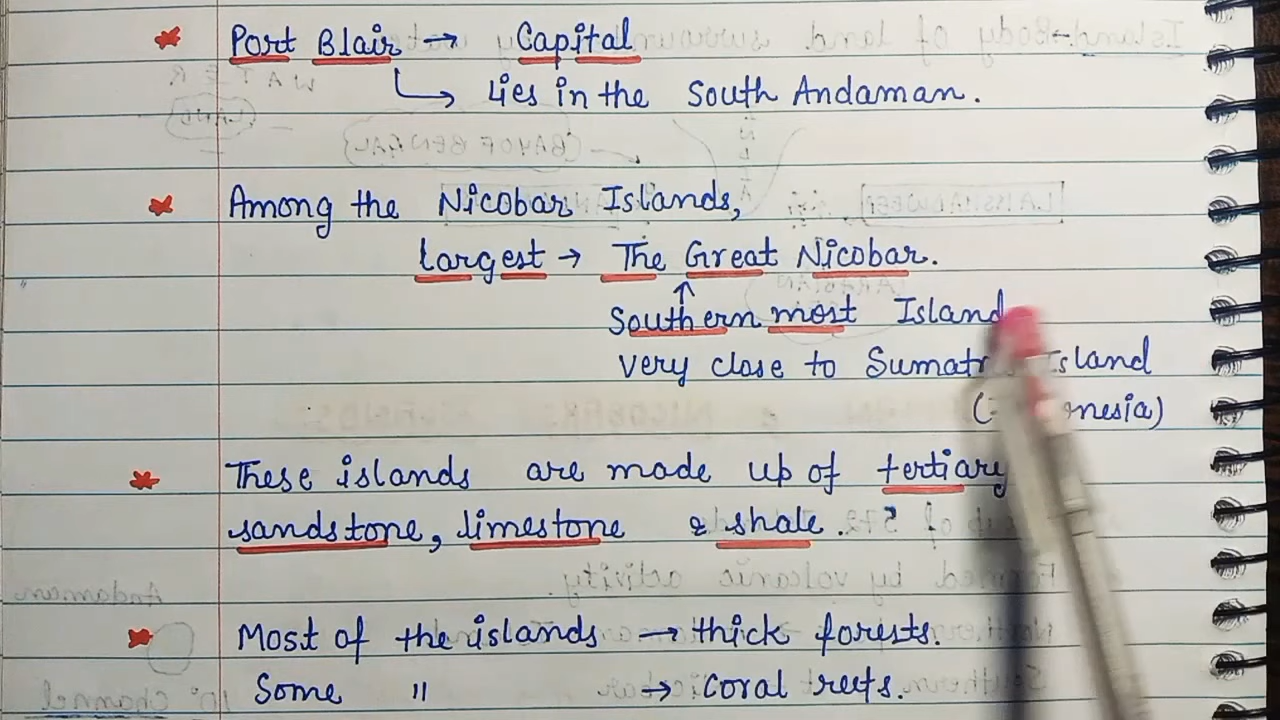 * Port Blair → Capital
↳ Lies in the South Andaman.
* Among the Nicobar Islands,
largest → The Great Nicobar.
↑
Southern most Island
very close to Island
* These islands are made up of tertiary
sandstone, limestone & shale.
* Most of the islands → thick forests.
Some " → coral reefs.